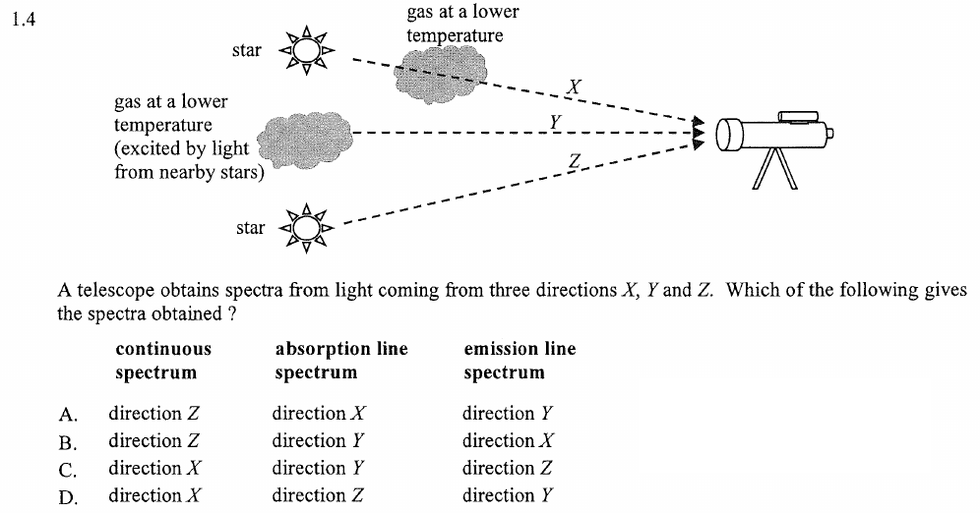 1.4
gas at a lower
temperature
star
X
gas at a lower
temperature
(excited by light
from nearby stars)
Y
Z
star
A telescope obtains spectra from light coming from three directions X, Y and Z. Which of the following gives
the spectra obtained ?
continuous absorption line emission line
spectrum spectrum spectrum
A. direction Z direction X direction Y
B. direction Z direction Y direction X
C. direction X direction Y direction Z
D. direction X direction Z direction Y